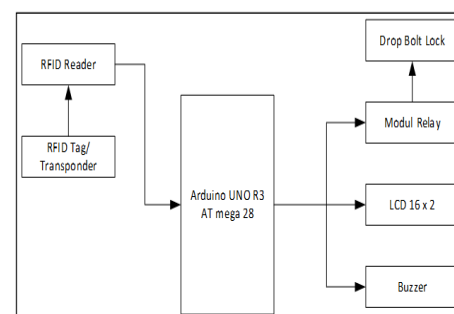 Drop Bolt Lock
RFID Reader
Modul Relay
RFID Tag/
Transponder
Arduino UNO R3
AT mega 28
LCD 16 x 2
Buzzer